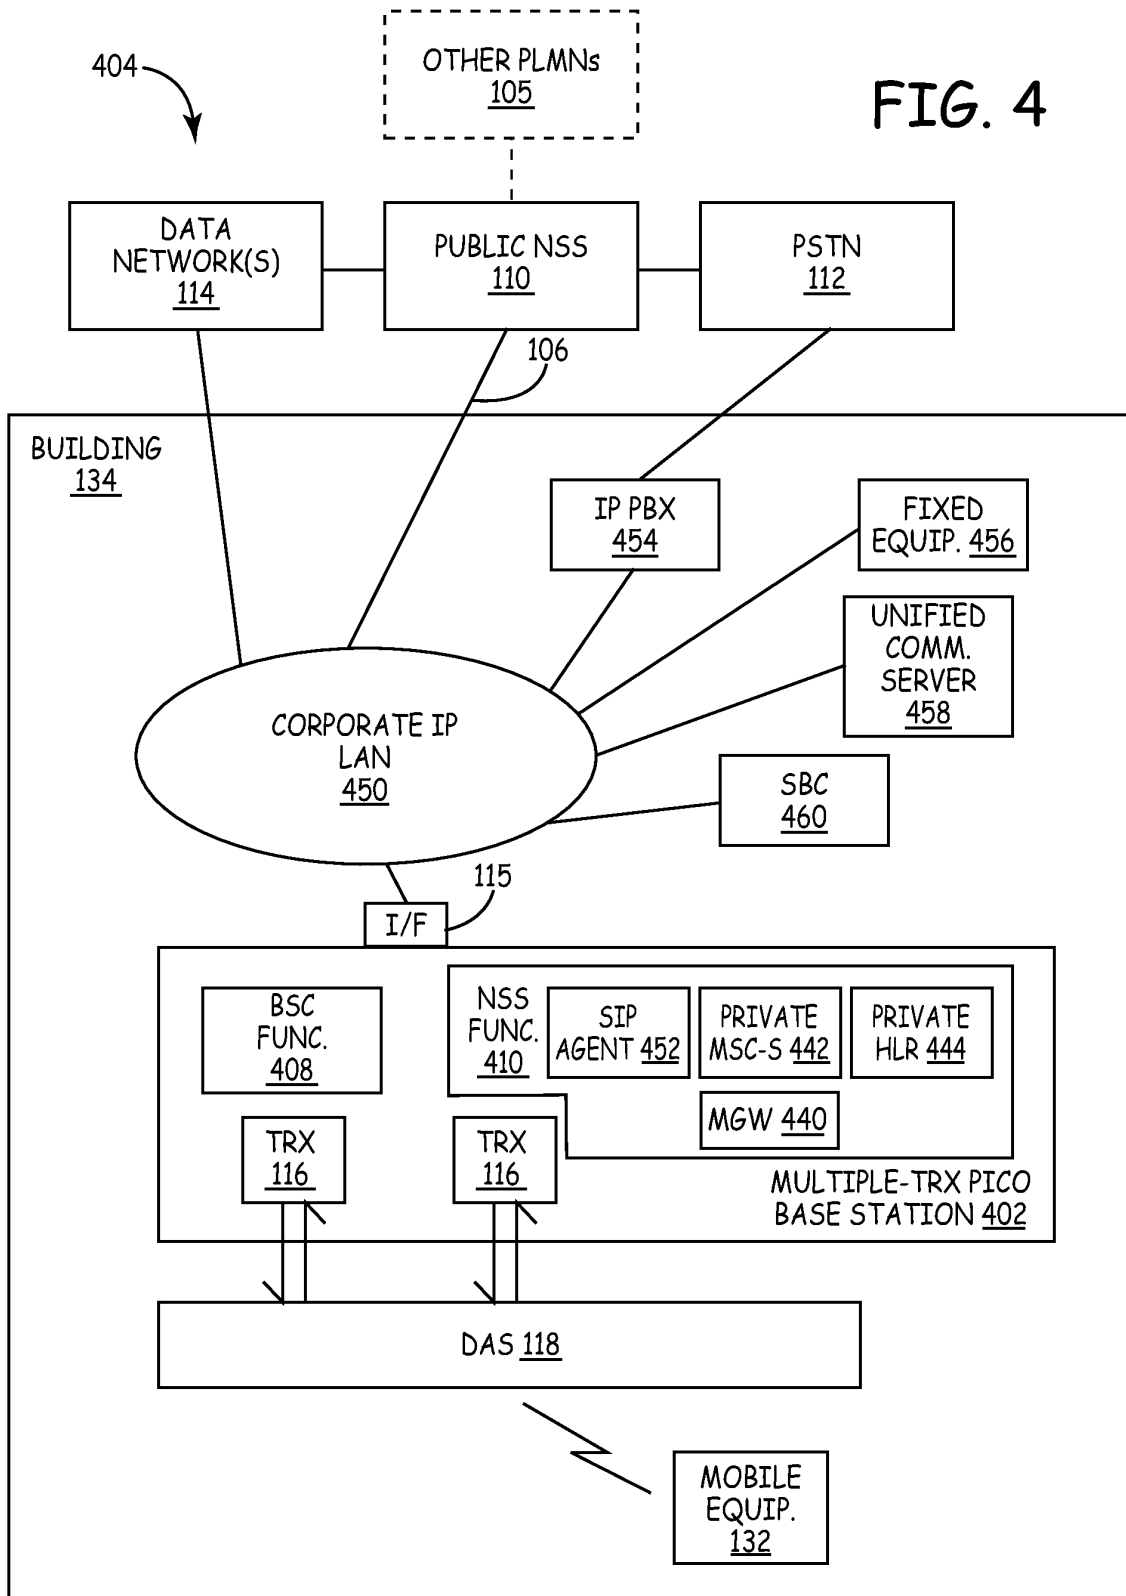 404
OTHER PLMNs
105
FIG. 4
DATA
NETWORK(S)
114
PUBLIC NSS
110
PSTN
112
106
BUILDING
134
IP PBX
454
FIXED
EQUIP. 456
UNIFIED
COMM.
SERVER
458
CORPORATE IP
LAN
450
SBC
460
115
I/F
BSC
FUNC.
408
NSS
FUNC.
410
SIP
AGENT 452
PRIVATE
MSC-S 442
PRIVATE
HLR 444
MGW 440
TRX
116
TRX
116
MULTIPLE-TRX PICO
BASE STATION 402
DAS 118
MOBILE
EQUIP.
132